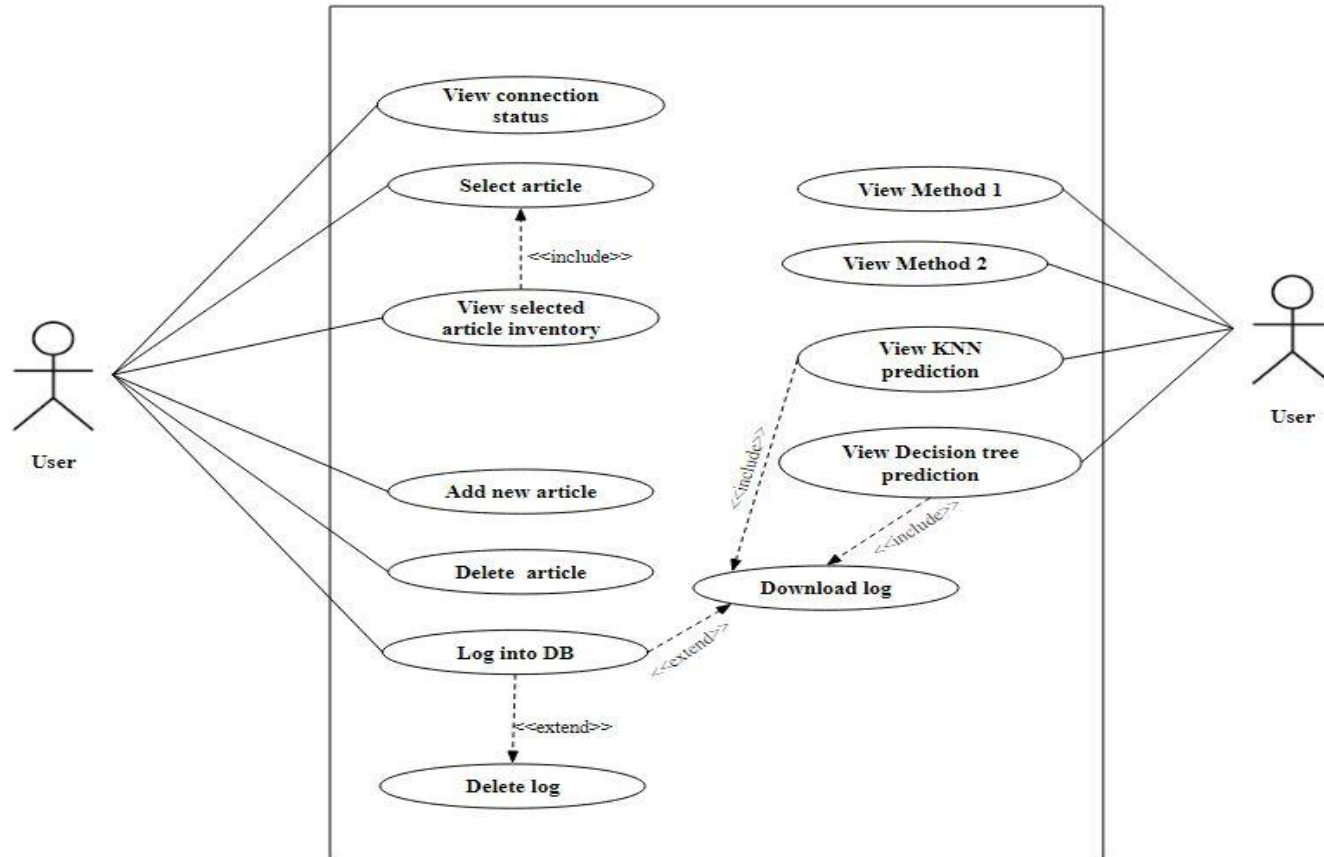 View connection
status
Select article
<<include>>
View selected
article inventory
User
Add new article
Delete article
Log into DB
<<extend>>
Delete log
View Method 1
View Method 2
View KNN
prediction
View Decision tree
prediction
User
<<include>>
<<include>>
Download log
<<extend>>